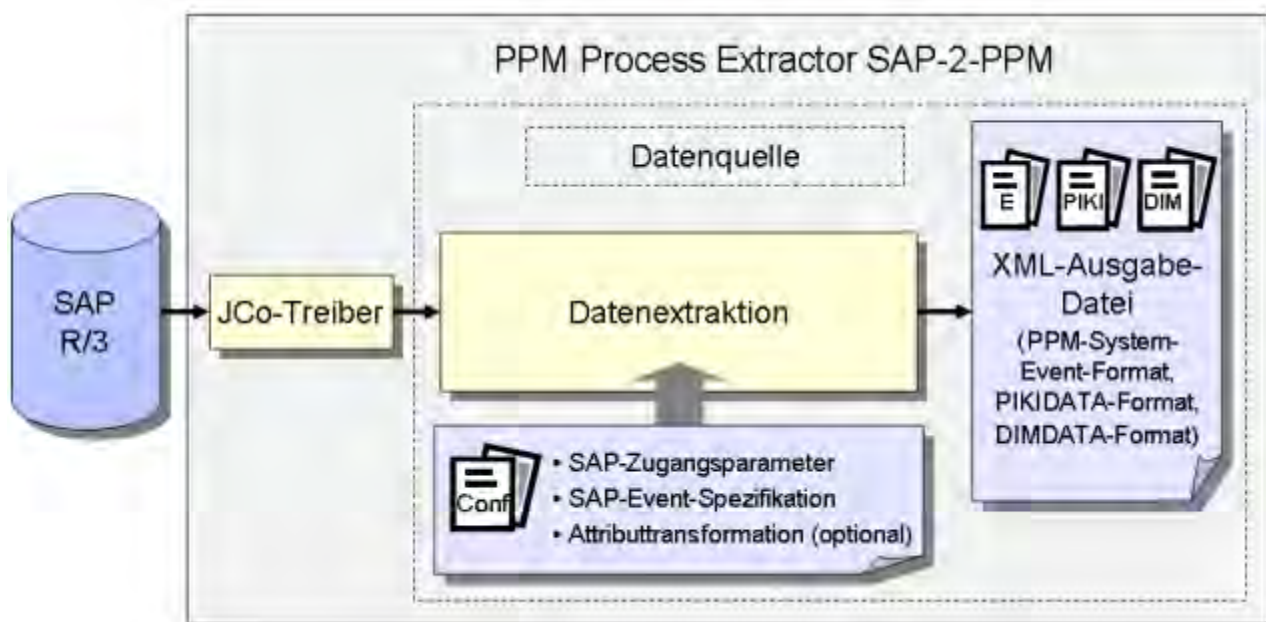 PPM Process Extractor SAP-2-PPM
Datenquelle
SAP
R/3
JCo-Treiber
Datenextraktion
E
PIKI
DIM
XML-Ausgabe-
Datei
(PPM-System-
Event-Format,
PIKIDATA-Format,
DIMDATA-Format)
Conf
• SAP-Zugangsparameter
• SAP-Event-Spezifikation
• Attributtransformation (optional)